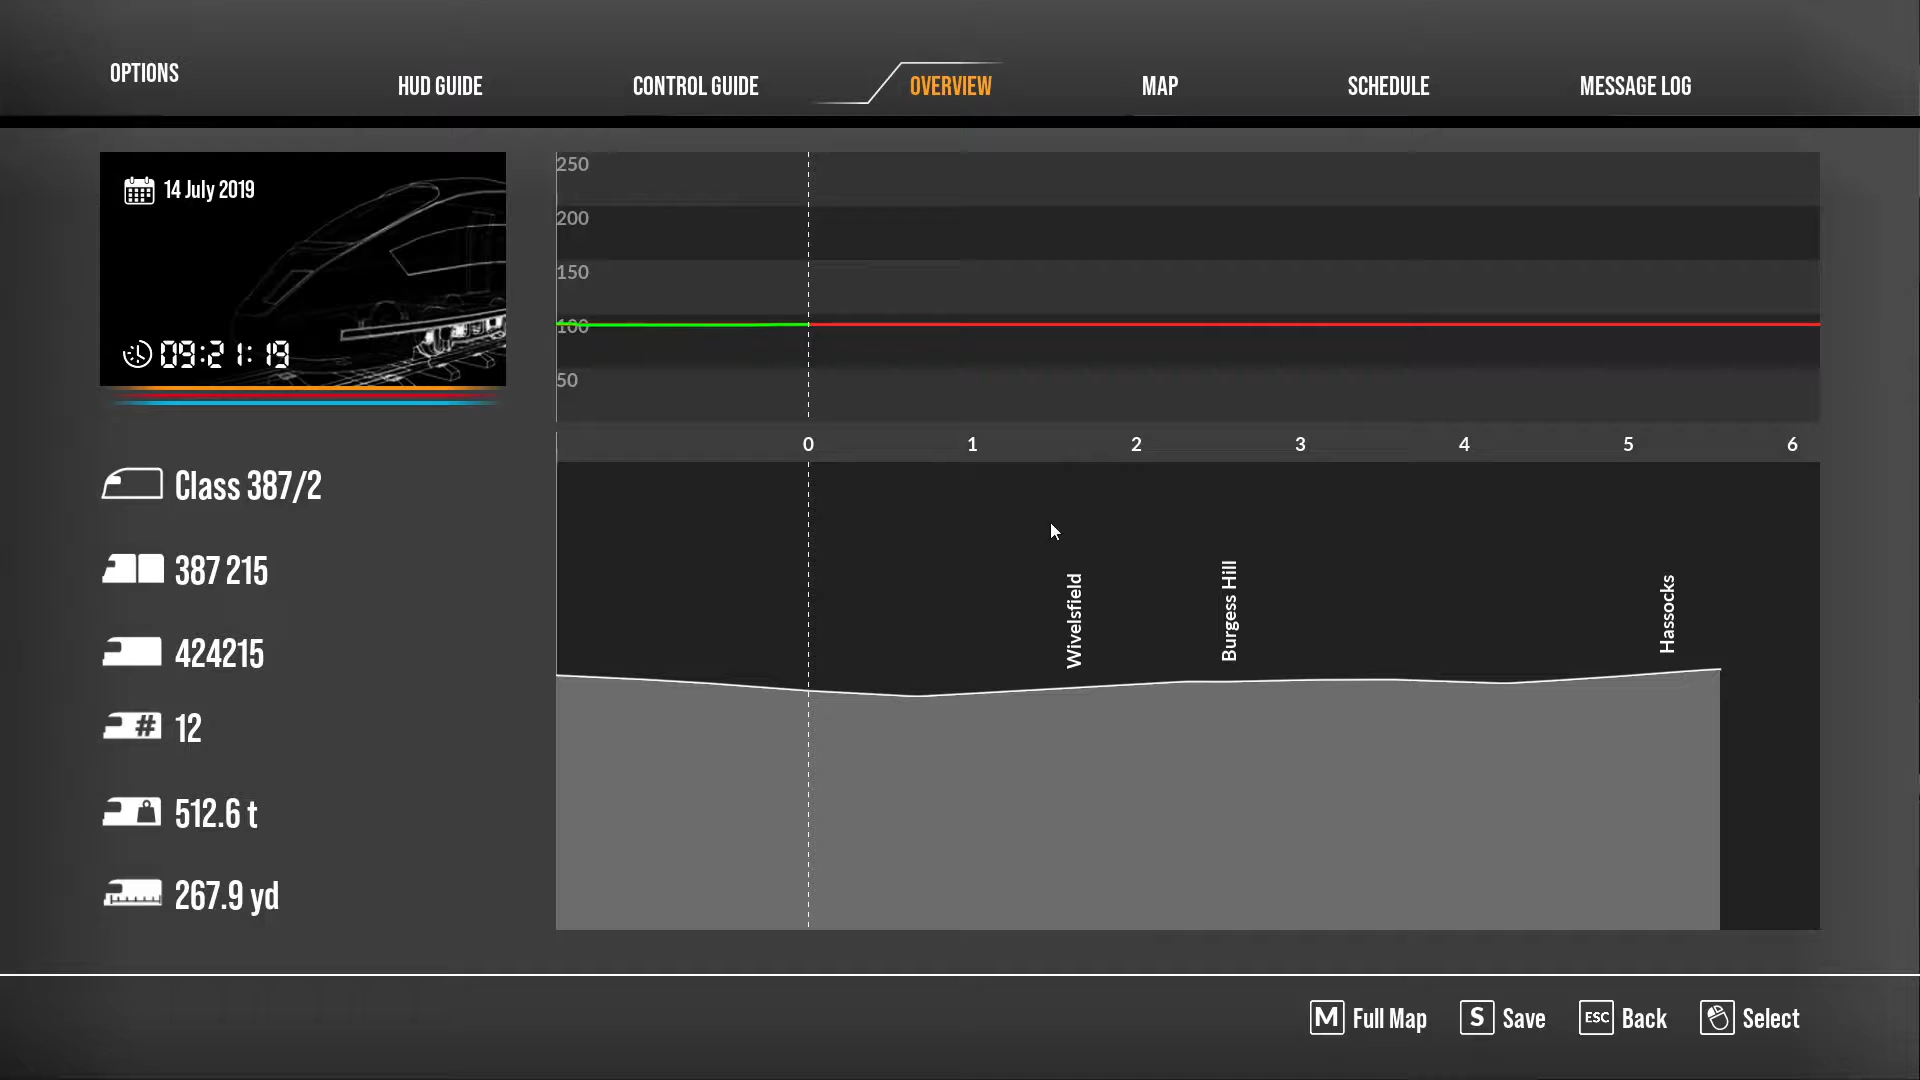 OPTIONS
HUD GUIDE
CONTROL GUIDE
OVERVIEW
MAP
SCHEDULE
MESSAGE LOG
14 July 2019
09:21:19
Class 387/2
387 215
424215
#
12
512.6 t
267.9 yd
250
200
150
100
50
0 1 2 3 4 5 6
Wivelsfield
Burgess Hill
Hassocks
M Full Map
S Save
ESC Back
Select